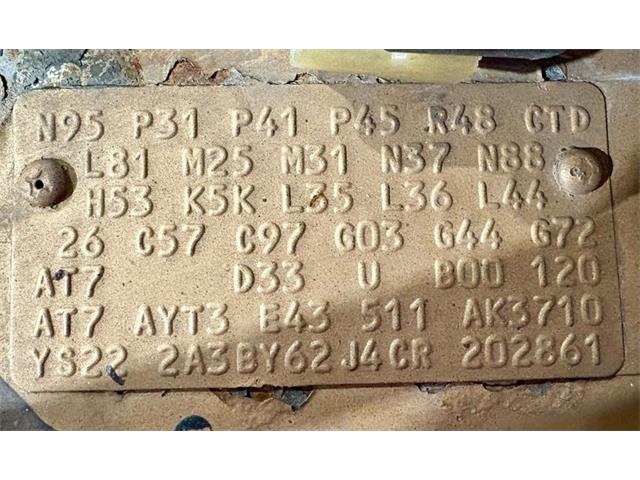 N95 P31 P41 P45 R48 CTD
L81 M25 M31 N37 N88
H53 K5K L35 L36 L44
26 C57 C97 G03 G44 G72
AT7 D33 U B00 120
AT7 AYT3 E43 511 AK3710
YS22 2A3BY62J4CR 202861